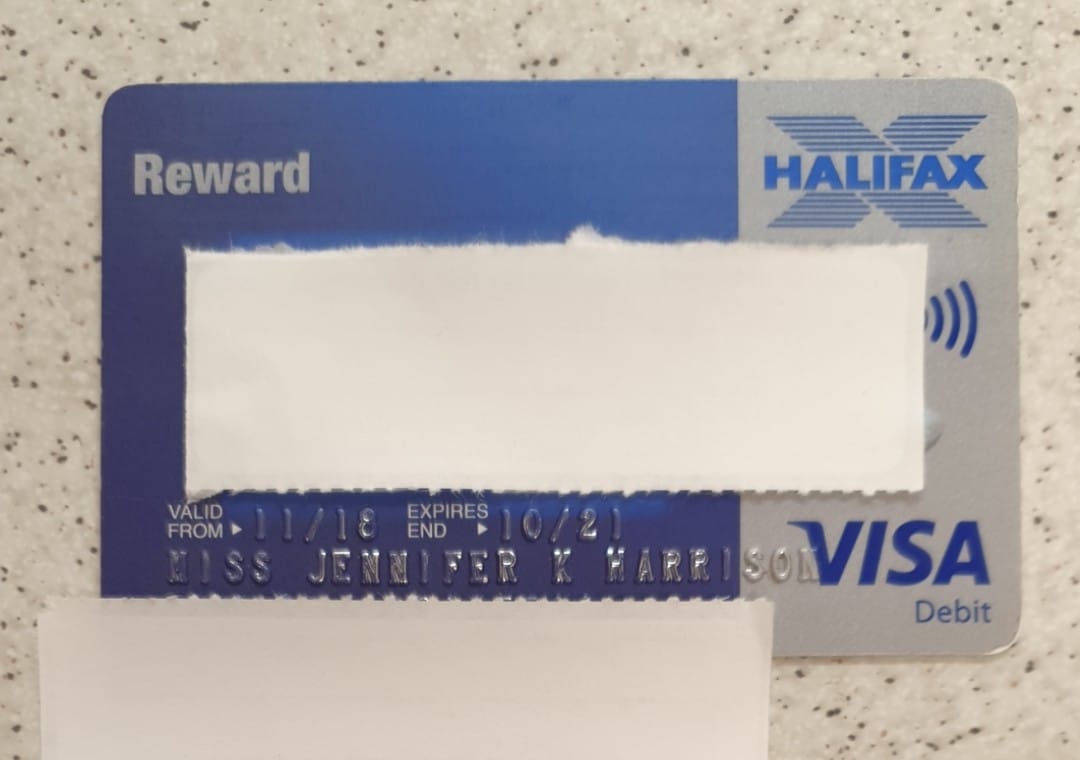 Reward
HALIFAX
VALID FROM ▸ 11/18 EXPIRES END ▸ 10/21
MISS JENNIFER K HARRISON
VISA
Debit